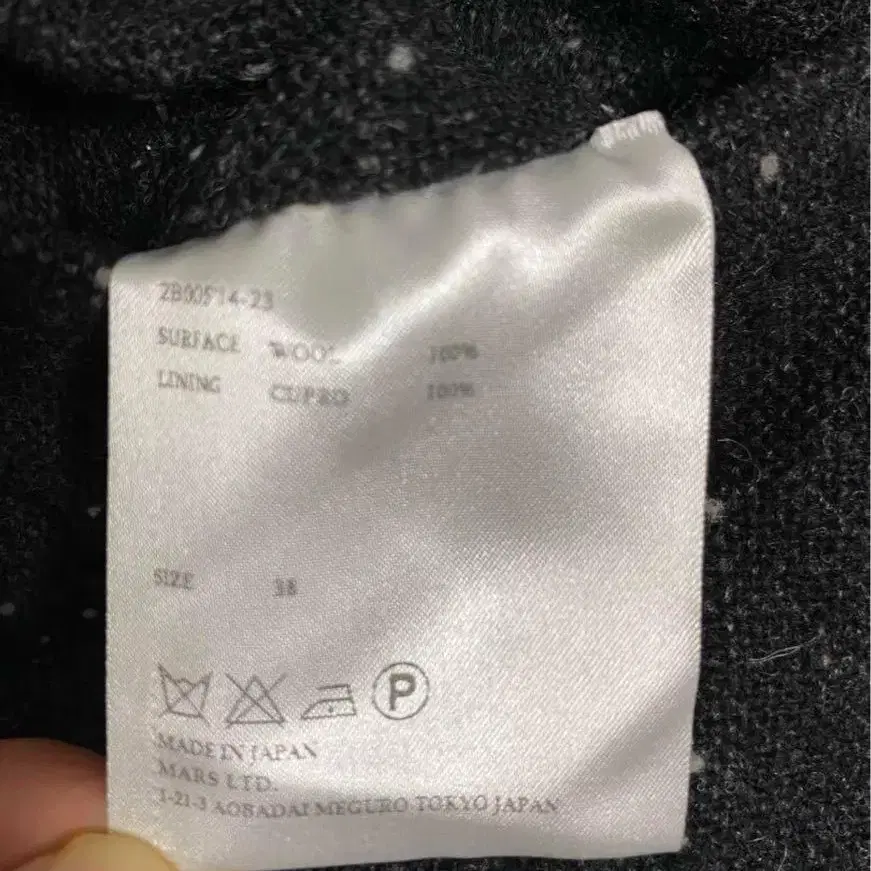 ZB00514-23
SURFACE WOOL 100%
LINING CUPRO 100%
SIZE 38
P
MADE IN JAPAN
MARS LTD.
1-21-3 AOBADAI MEGURO TOKYO JAPAN